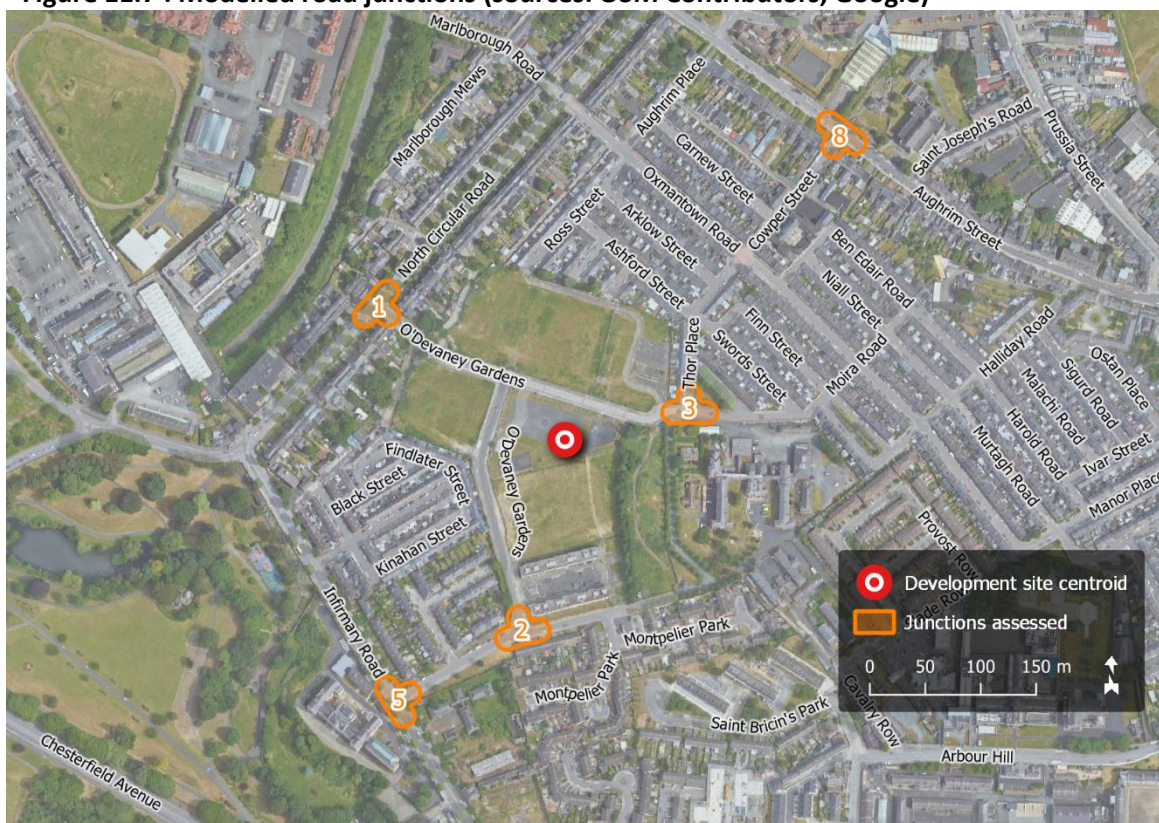 Figure 11.7 : Modelled road junctions (sources: OSM Contributors, Google)
Marlborough Road
Marlborough Mews
Aughrim Place
8
Saint Joseph's Road
Prussia Street
Carnew Street
North Circular Road
Oxmantown Road
Cowper Street
Aughrim Street
Ross Street
Arklow Street
Ashford Street
Ben Edair Road
Niall Street
1
O'Devaney Gardens
Finn Street
Halliday Road
Ostan Place
Sigurd Road
Thor Place
Swords Street
Moira Road
Malachi Road
3
Harold Road
Ivar Street
Murtagh Road
Manor Place
Findlater Street
O'Devaney Gardens
Black Street
Kinahan Street
Provost Row
Development site centroid
Junctions assessed
0 50 100 150 m
Infirmary Road
2
Montpelier Park
Montpelier Park
5
Saint Bricin's Park
Cavalry Row
Chesterfield Avenue
Arbour Hill